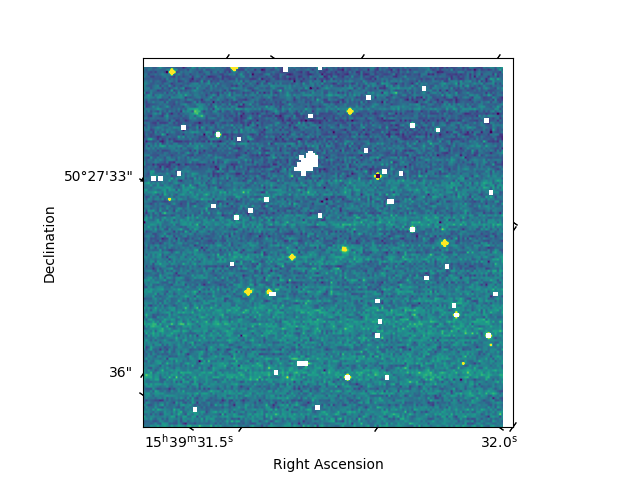 50°27'33"
Declination
36"
15ʰ39ᵐ31.5ˢ
32.0ˢ
Right Ascension